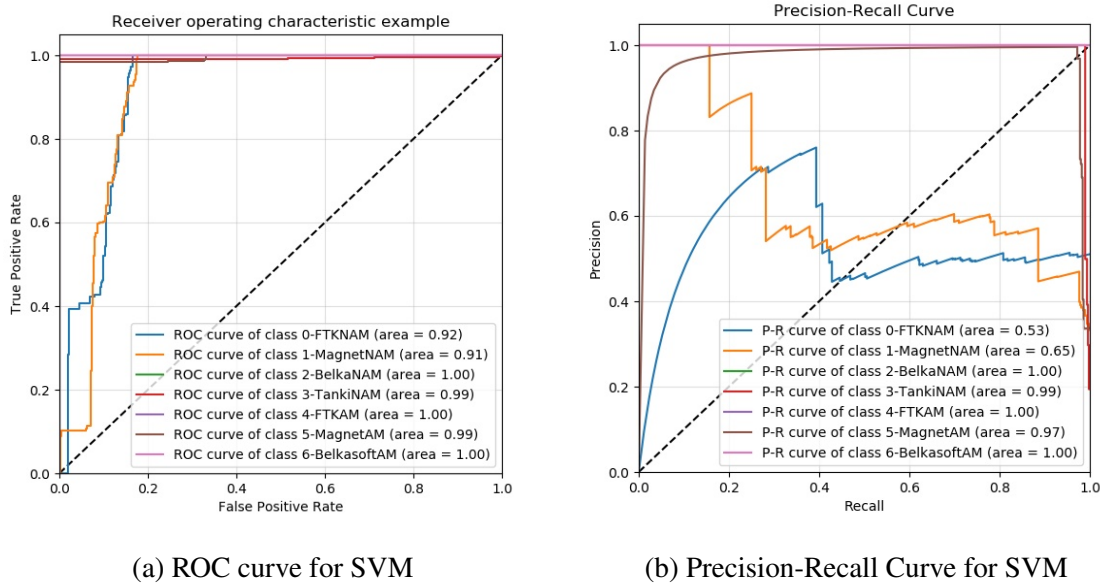 Receiver operating characteristic example
1.0
0.8
0.6
0.4
0.2
0.0
True Positive Rate
ROC curve of class 0-FTKNAM (area = 0.92)
ROC curve of class 1-MagnetNAM (area = 0.91)
ROC curve of class 2-BelkaNAM (area = 1.00)
ROC curve of class 3-TankiNAM (area = 0.99)
ROC curve of class 4-FTKAM (area = 1.00)
ROC curve of class 5-MagnetAM (area = 0.99)
ROC curve of class 6-BelkasoftAM (area = 1.00)
0.0 0.2 0.4 0.6 0.8 1.0
False Positive Rate
(a) ROC curve for SVM
Precision-Recall Curve
1.0
0.8
0.6
0.4
0.2
0.0
Precision
P-R curve of class 0-FTKNAM (area = 0.53)
P-R curve of class 1-MagnetNAM (area = 0.65)
P-R curve of class 2-BelkaNAM (area = 1.00)
P-R curve of class 3-TankiNAM (area = 0.99)
P-R curve of class 4-FTKAM (area = 1.00)
P-R curve of class 5-MagnetAM (area = 0.97)
P-R curve of class 6-BelkasoftAM (area = 1.00)
0.0 0.2 0.4 0.6 0.8 1.0
Recall
(b) Precision-Recall Curve for SVM